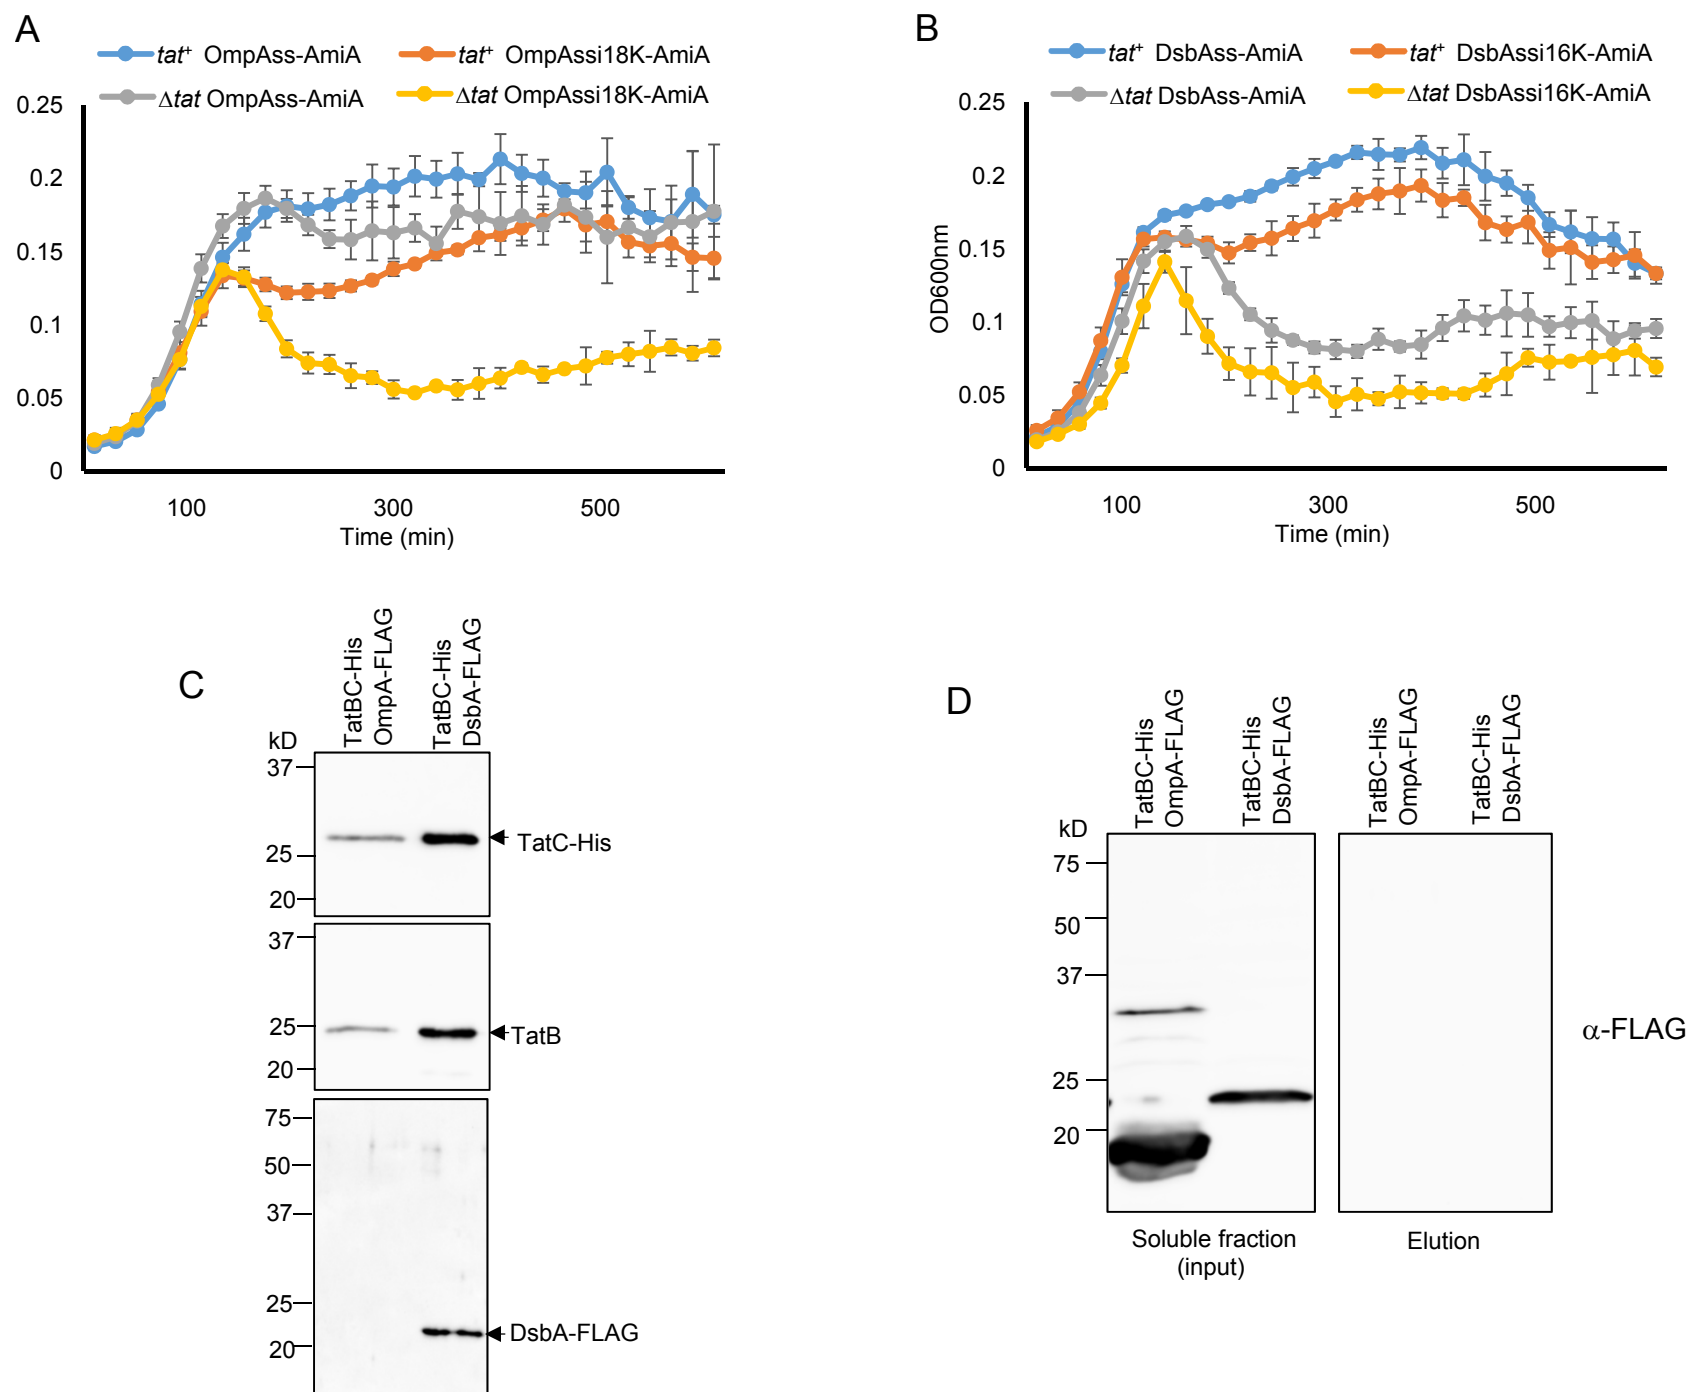 A
tat⁺ OmpAss-AmiA
tat⁺ OmpAssi18K-AmiA
Δtat OmpAss-AmiA
Δtat OmpAssi18K-AmiA
0.25
0.2
0.15
0.1
0.05
0
100 300 500
Time (min)
B
tat⁺ DsbAss-AmiA
tat⁺ DsbAssi16K-AmiA
Δtat DsbAss-AmiA
Δtat DsbAssi16K-AmiA
0.25
0.2
0.15
0.1
0.05
0
OD600nm
100 300 500
Time (min)
C
TatBC-His
OmpA-FLAG
TatBC-His
DsbA-FLAG
kD
37
25
20
TatC-His
37
25
20
TatB
75
50
37
25
20
DsbA-FLAG
D
TatBC-His
OmpA-FLAG
TatBC-His
DsbA-FLAG
TatBC-His
OmpA-FLAG
TatBC-His
DsbA-FLAG
kD
75
50
37
25
20
α-FLAG
Soluble fraction
(input)
Elution